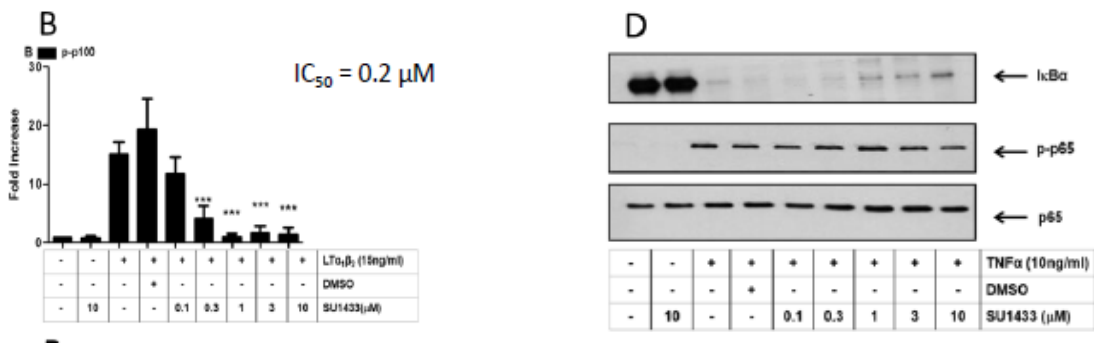 B
B p-p100
IC50 = 0.2 µM
30
20
10
0
Fold Increase
*** *** *** ***
- - + + + + + + + LTα1β2 (15ng/ml)
- - - + - - - - - DMSO
- 10 - - 0.1 0.3 1 3 10 SU1433(µM)
D
IκBα
p-p65
p65
- - + + + + + + + TNFα (10ng/ml)
- - - + - - - - - DMSO
- 10 - - 0.1 0.3 1 3 10 SU1433 (µM)